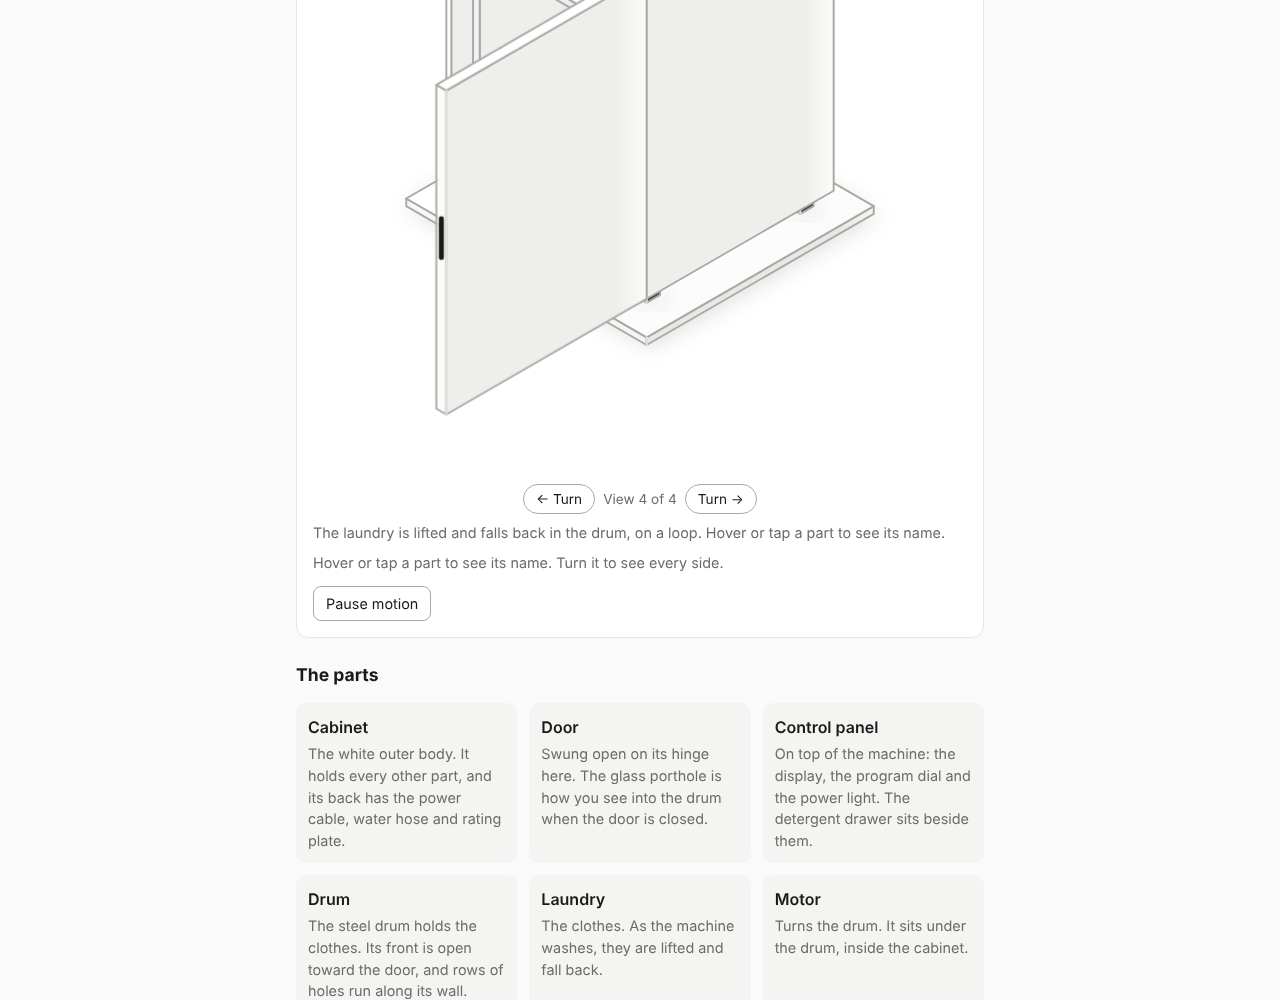 ← Turn
View 4 of 4
Turn →
The laundry is lifted and falls back in the drum, on a loop. Hover or tap a part to see its name.
Hover or tap a part to see its name. Turn it to see every side.
Pause motion
The parts
Cabinet
The white outer body. It
holds every other part, and
its back has the power
cable, water hose and rating
plate.
Door
Swung open on its hinge
here. The glass porthole is
how you see into the drum
when the door is closed.
Control panel
On top of the machine: the
display, the program dial and
the power light. The
detergent drawer sits beside
them.
Drum
The steel drum holds the
clothes. Its front is open
toward the door, and rows of
holes run along its wall.
Laundry
The clothes. As the machine
washes, they are lifted and
fall back.
Motor
Turns the drum. It sits under
the drum, inside the cabinet.